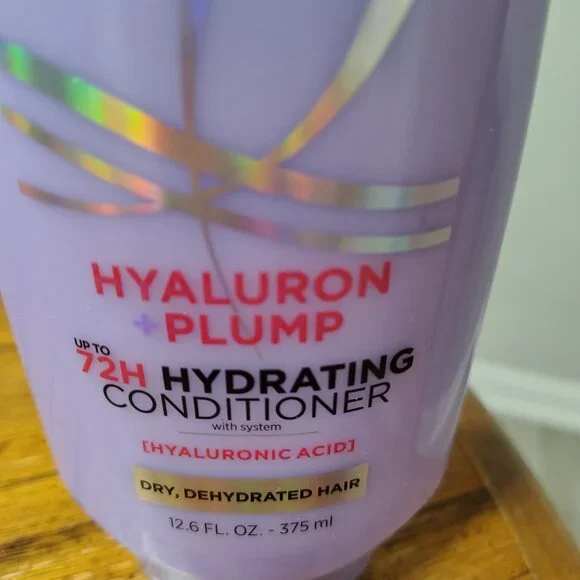 HYALURON
+PLUMP
UP TO
72H HYDRATING
CONDITIONER
with system
[HYALURONIC ACID]
DRY, DEHYDRATED HAIR
12.6 FL. OZ. - 375 ml